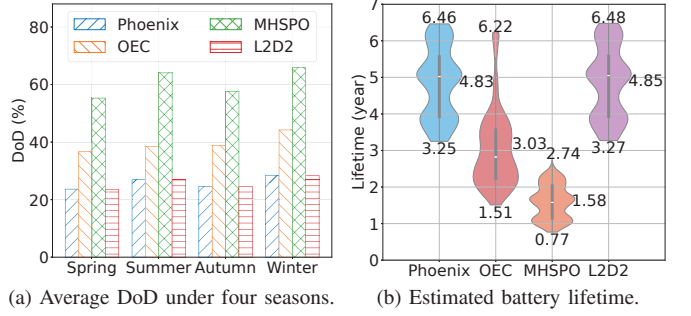 Phoenix
OEC
MHSPO
L2D2
DoD (%)
80
60
40
20
0
Spring Summer Autumn Winter
(a) Average DoD under four seasons.
Lifetime (year)
7
6
5
4
3
2
1
0
6.46
4.83
3.25
6.22
3.03
1.51
2.74
1.58
0.77
6.48
4.85
3.27
Phoenix OEC MHSPO L2D2
(b) Estimated battery lifetime.